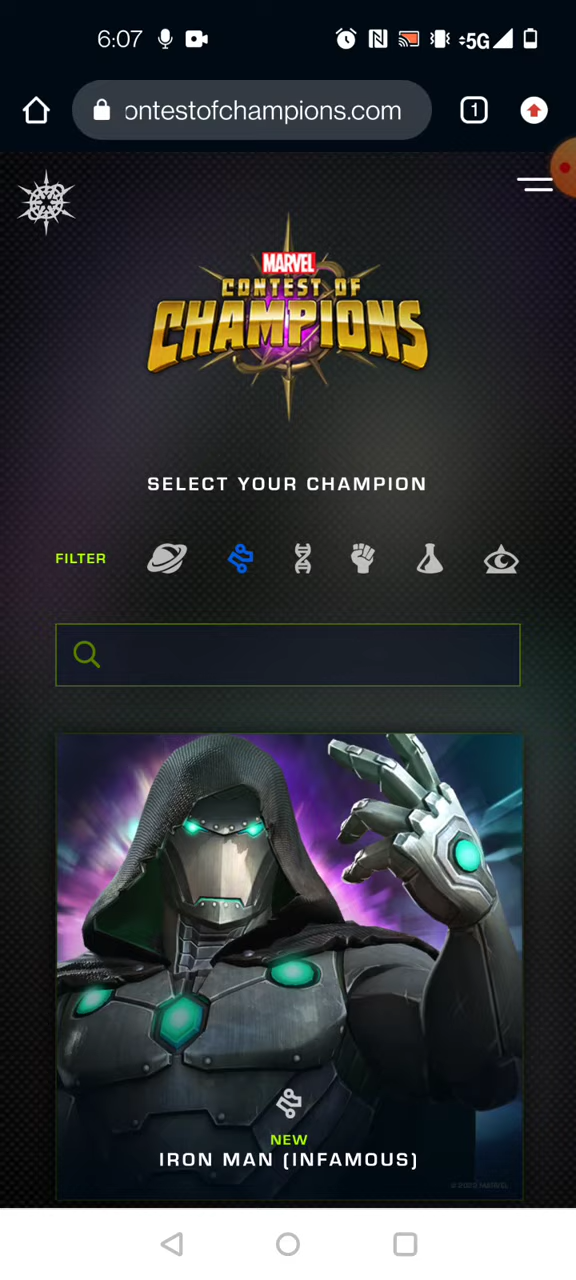 6:07
5G
ontestofchampions.com
1
MARVEL
CONTEST OF
CHAMPIONS
SELECT YOUR CHAMPION
FILTER
NEW
IRON MAN (INFAMOUS)